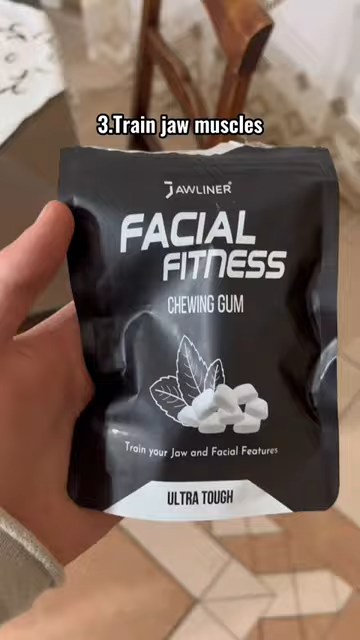 3.Train jaw muscles
JAWLINER®
FACIAL
FITNESS
CHEWING GUM
Train your Jaw and Facial Features
ULTRA TOUGH